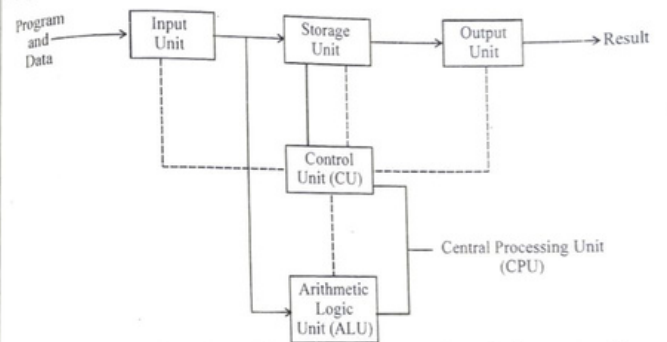 Program
and
Data
Input
Unit
Storage
Unit
Output
Unit
Result
Control
Unit (CU)
Central Processing Unit
(CPU)
Arithmetic
Logic
Unit (ALU)